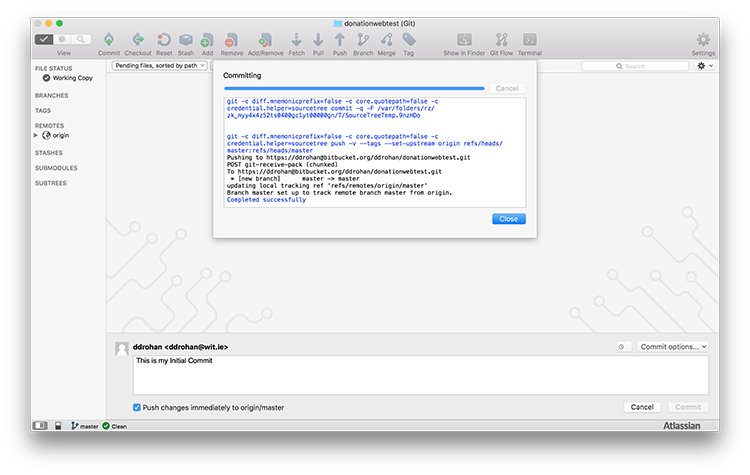 donationwebtest (Git)
View
Commit
Checkout
Reset
Stash
Add
Remove
Add/Remove
Fetch
Pull
Push
Branch
Merge
Tag
Show in Finder
Git Flow
Terminal
Settings
FILE STATUS
Working Copy
BRANCHES
TAGS
REMOTES
origin
STASHES
SUBMODULES
SUBTREES
Pending files, sorted by path
Search
Committing
Cancel
git -c diff.mnemonicprefix=false -c core.quotepath=false -c
credential.helper=sourcetree commit -q -F /var/folders/rz/
zk_myy4x4z52ts0400gc1yt00000gn/T/SourceTreeTemp.9nzHDo
git -c diff.mnemonicprefix=false -c core.quotepath=false -c
credential.helper=sourcetree push -v --tags --set-upstream origin refs/heads/
master:refs/heads/master
Pushing to https://ddrohan@bitbucket.org/ddrohan/donationwebtest.git
POST git-receive-pack (chunked)
To https://ddrohan@bitbucket.org/ddrohan/donationwebtest.git
* [new branch] master -> master
updating local tracking ref 'refs/remotes/origin/master'
Branch master set up to track remote branch master from origin.
Completed successfully
Close
ddrohan <ddrohan@wit.ie>
Commit options...
This is my Initial Commit
Push changes immediately to origin/master
Cancel
Commit
master
Clean
Atlassian